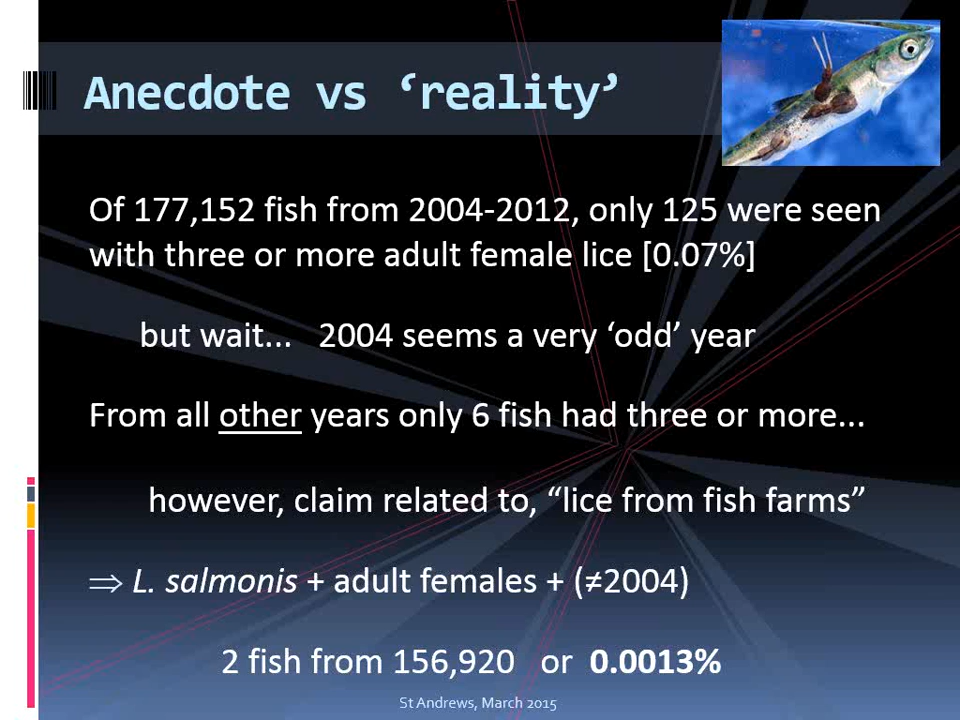 Anecdote vs ‘reality’
Of 177,152 fish from 2004-2012, only 125 were seen
with three or more adult female lice [0.07%]
but wait... 2004 seems a very ‘odd’ year
From all other years only 6 fish had three or more...
however, claim related to, “lice from fish farms”
⇒ L. salmonis + adult females + (≠2004)
2 fish from 156,920 or 0.0013%
St Andrews, March 2015